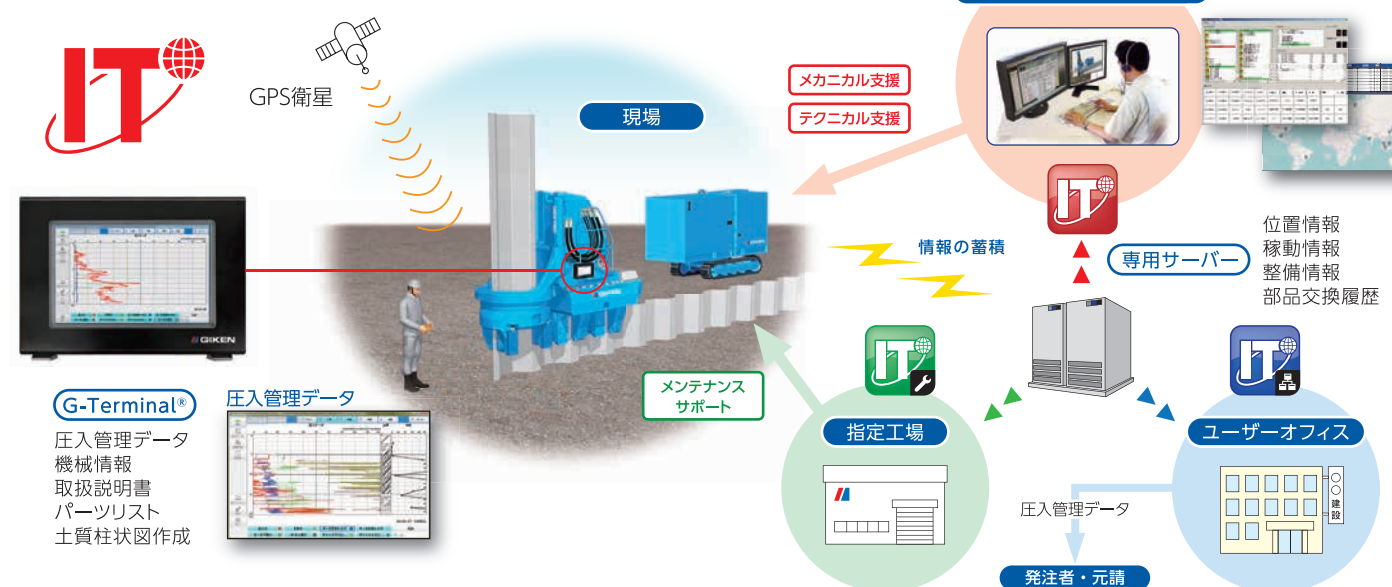 IT
GPS衛星
現場
メカニカル支援
テクニカル支援
IT
情報の蓄積
専用サーバー
位置情報
稼動情報
整備情報
部品交換履歴
GIKEN
G-Terminal®
圧入管理データ
機械情報
取扱説明書
パーツリスト
土質柱状図作成
圧入管理データ
メンテナンス
サポート
IT
指定工場
IT
ユーザーオフィス
〇〇建設
圧入管理データ
発注者・元請